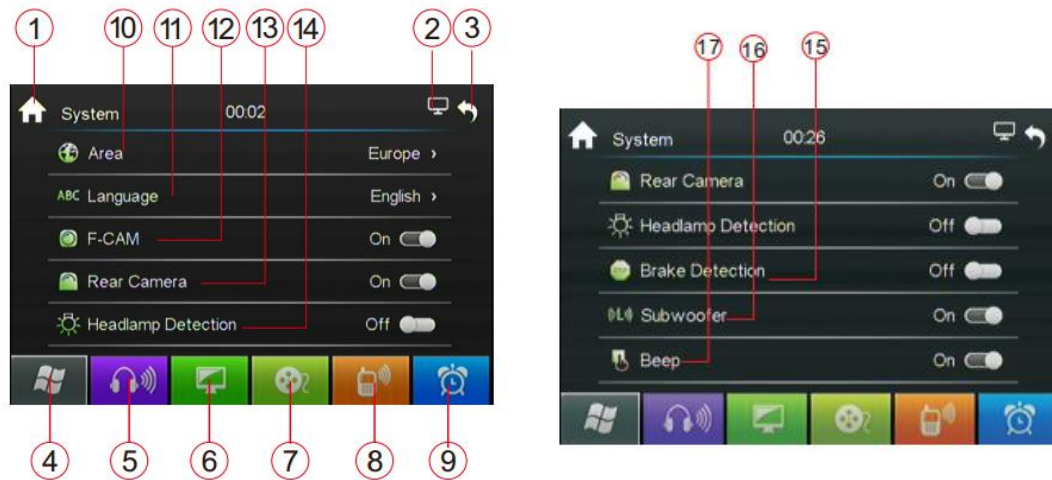 1 10 11 12 13 14 2 3
System 00:02
Area Europe ›
ABC Language English ›
F-CAM On
Rear Camera On
Headlamp Detection Off
4 5 6 7 8 9
17 16 15
System 00:26
Rear Camera On
Headlamp Detection Off
Brake Detection Off
Subwoofer On
Beep On